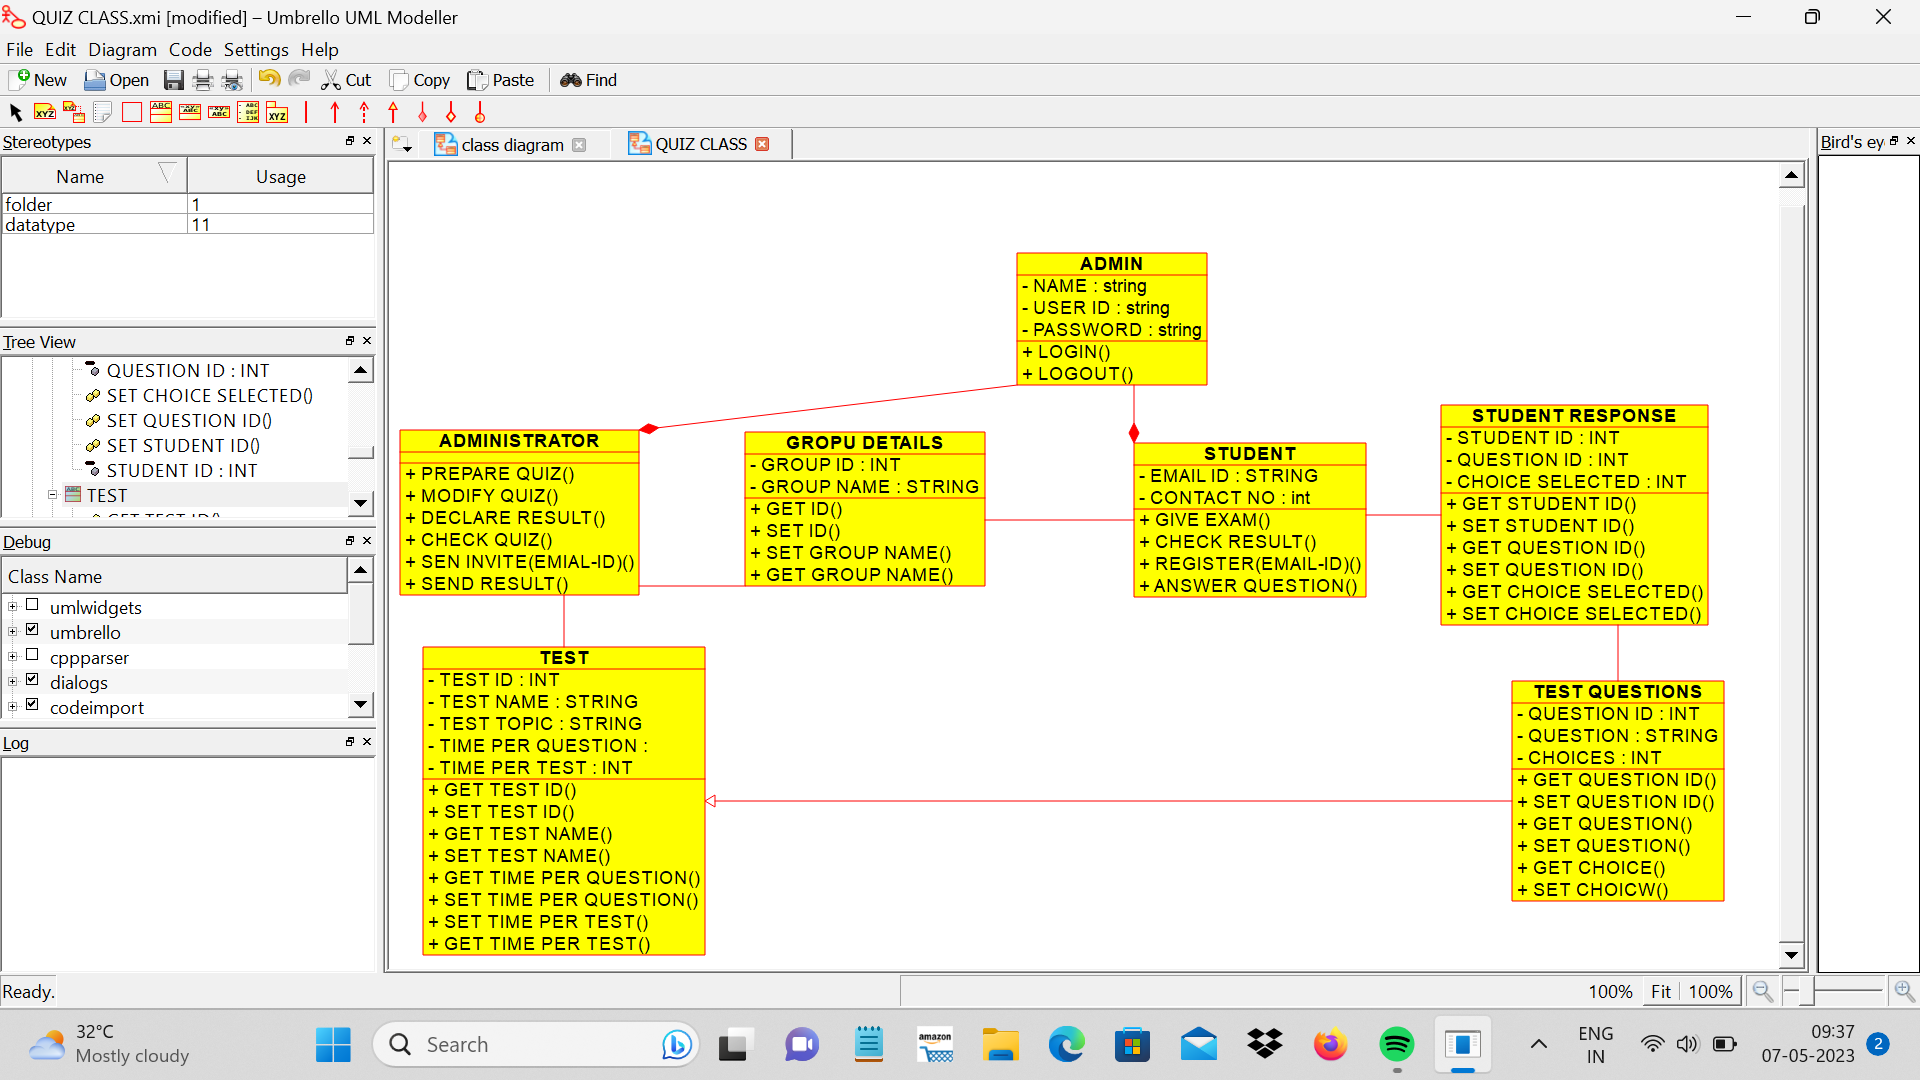 QUIZ CLASS.xmi [modified] – Umbrello UML Modeller
File Edit Diagram Code Settings Help
New Open Cut Copy Paste Find
Stereotypes
Name Usage
folder 1
datatype 11
Tree View
QUESTION ID : INT
SET CHOICE SELECTED()
SET QUESTION ID()
SET STUDENT ID()
STUDENT ID : INT
TEST
Debug
Class Name
umlwidgets
umbrello
cppparser
dialogs
codeimport
Log
class diagram
QUIZ CLASS
Bird's ey
ADMIN
- NAME : string
- USER ID : string
- PASSWORD : string
+ LOGIN()
+ LOGOUT()
ADMINISTRATOR
+ PREPARE QUIZ()
+ MODIFY QUIZ()
+ DECLARE RESULT()
+ CHECK QUIZ()
+ SEN INVITE(EMIAL-ID)()
+ SEND RESULT()
GROPU DETAILS
- GROUP ID : INT
- GROUP NAME : STRING
+ GET ID()
+ SET ID()
+ SET GROUP NAME()
+ GET GROUP NAME()
STUDENT
- EMAIL ID : STRING
- CONTACT NO : int
+ GIVE EXAM()
+ CHECK RESULT()
+ REGISTER(EMAIL-ID)()
+ ANSWER QUESTION()
STUDENT RESPONSE
- STUDENT ID : INT
- QUESTION ID : INT
- CHOICE SELECTED : INT
+ GET STUDENT ID()
+ SET STUDENT ID()
+ GET QUESTION ID()
+ SET QUESTION ID()
+ GET CHOICE SELECTED()
+ SET CHOICE SELECTED()
TEST
- TEST ID : INT
- TEST NAME : STRING
- TEST TOPIC : STRING
- TIME PER QUESTION :
- TIME PER TEST : INT
+ GET TEST ID()
+ SET TEST ID()
+ GET TEST NAME()
+ SET TEST NAME()
+ GET TIME PER QUESTION()
+ SET TIME PER QUESTION()
+ SET TIME PER TEST()
+ GET TIME PER TEST()
TEST QUESTIONS
- QUESTION ID : INT
- QUESTION : STRING
- CHOICES : INT
+ GET QUESTION ID()
+ SET QUESTION ID()
+ GET QUESTION()
+ SET QUESTION()
+ GET CHOICE()
+ SET CHOICW()
Ready.
100% Fit 100%
32°C
Mostly cloudy
Search
amazon
ENG
IN
09:37
07-05-2023
2